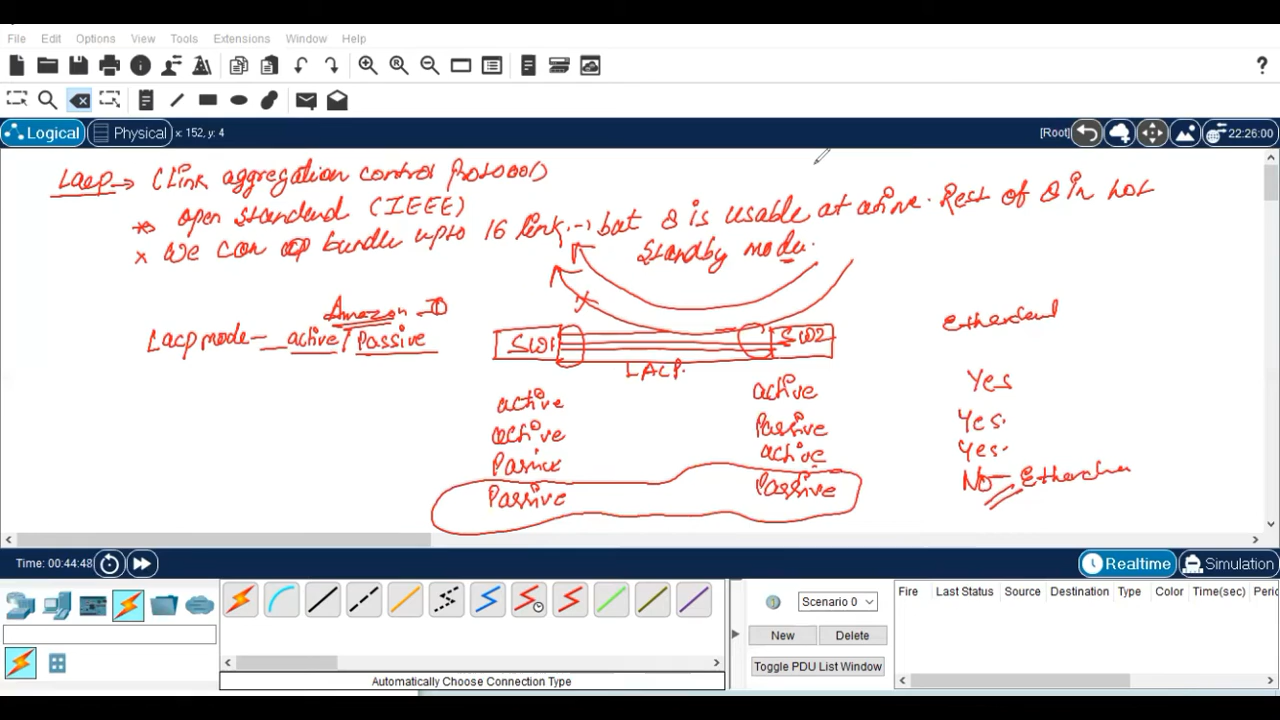 File Edit Options View Tools Extensions Window Help
?
Logical Physical x: 152, y: 4 [Root] 22:26:00
Lacp → (Link aggregation control Protocol)
* open standard (IEEE)
* We can bundle upto 16 link.-, but 8 is usable at active. Rest of 8 in hot
standby mode.
Amazon
Lacp mode- active / Passive
SW1 SW2
LACP.
active active Yes
active Passive Yes.
Passive active Yes.
Passive Passive No
Time: 00:44:48 Realtime Simulation
Scenario 0
New Delete
Toggle PDU List Window
Fire Last Status Source Destination Type Color Time(sec) Perio
Automatically Choose Connection Type